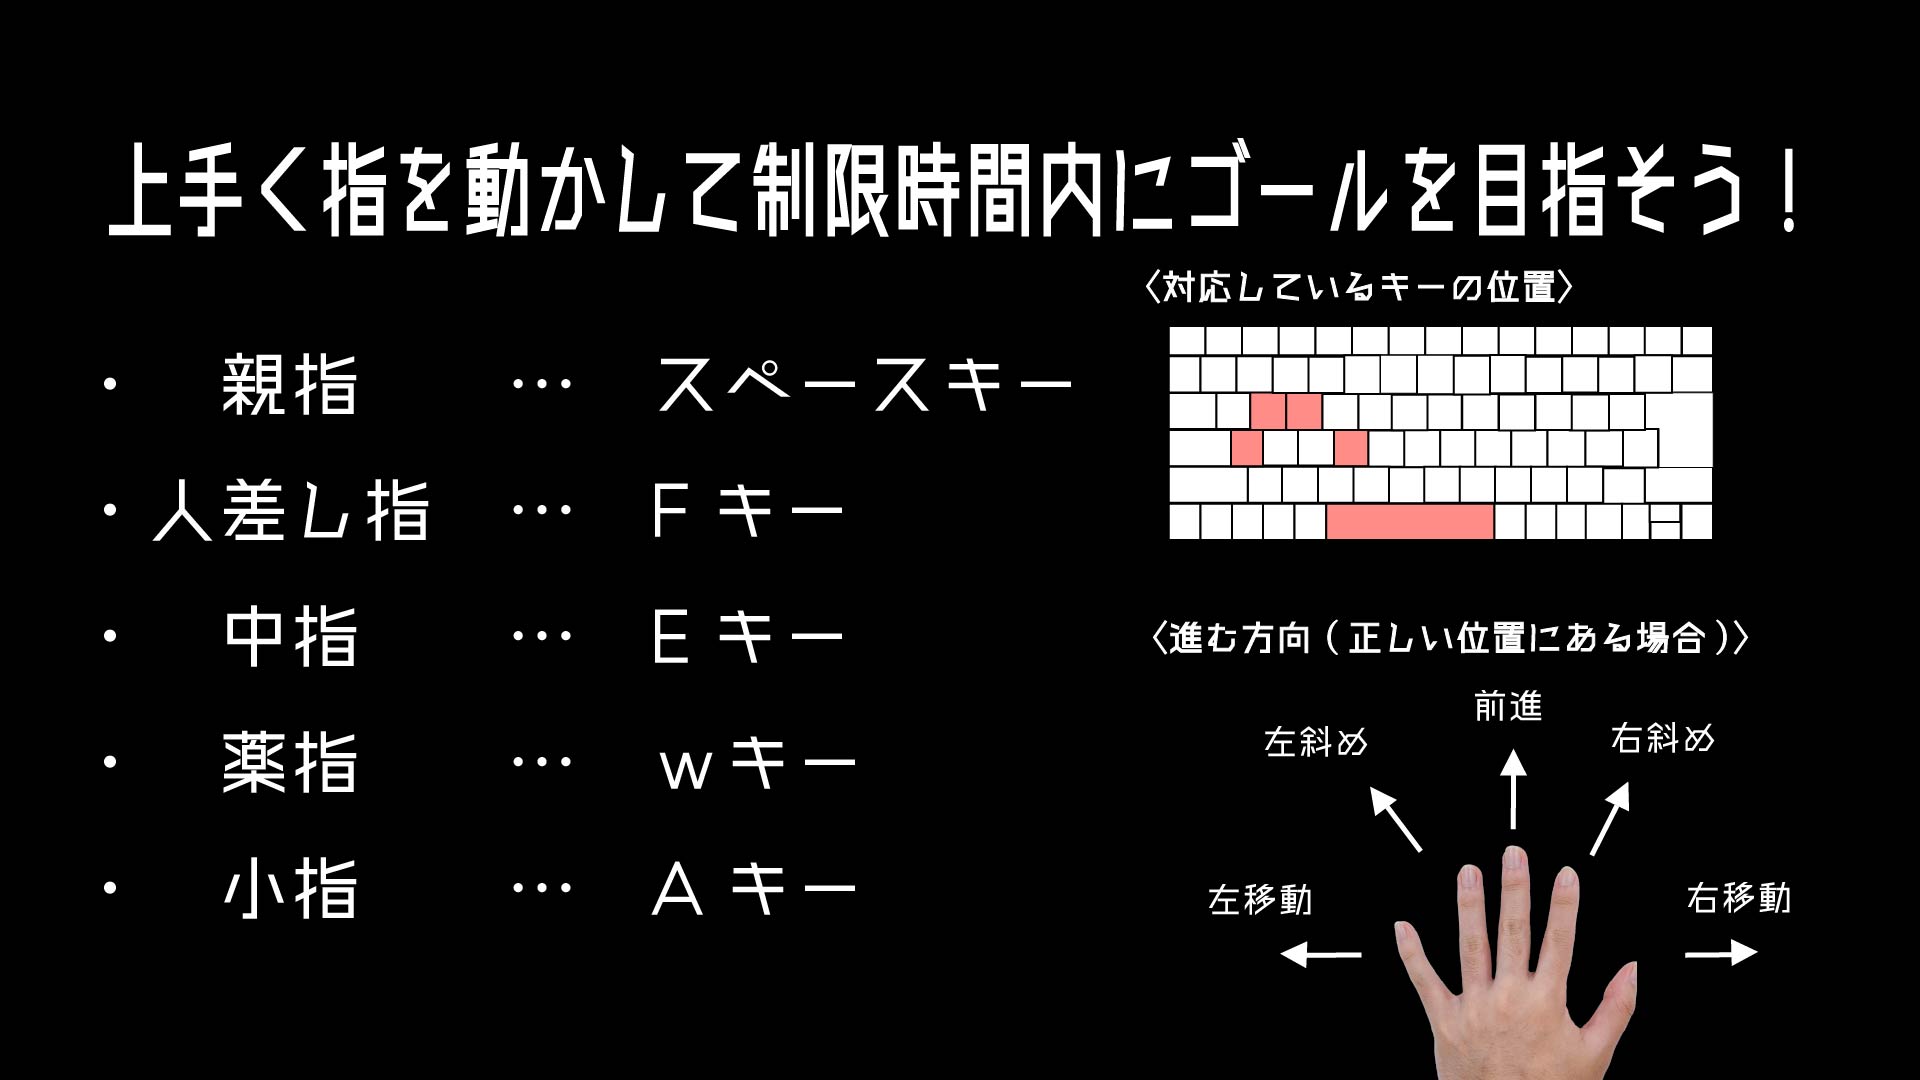 上手く指を動かして制限時間内にゴールを目指そう！
・ 親指 … スペースキー
・ 人差し指 … Fキー
・ 中指 … Eキー
・ 薬指 … wキー
・ 小指 … Aキー
〈対応しているキーの位置〉
〈進む方向（正しい位置にある場合）〉
前進
左斜め
右斜め
左移動
右移動